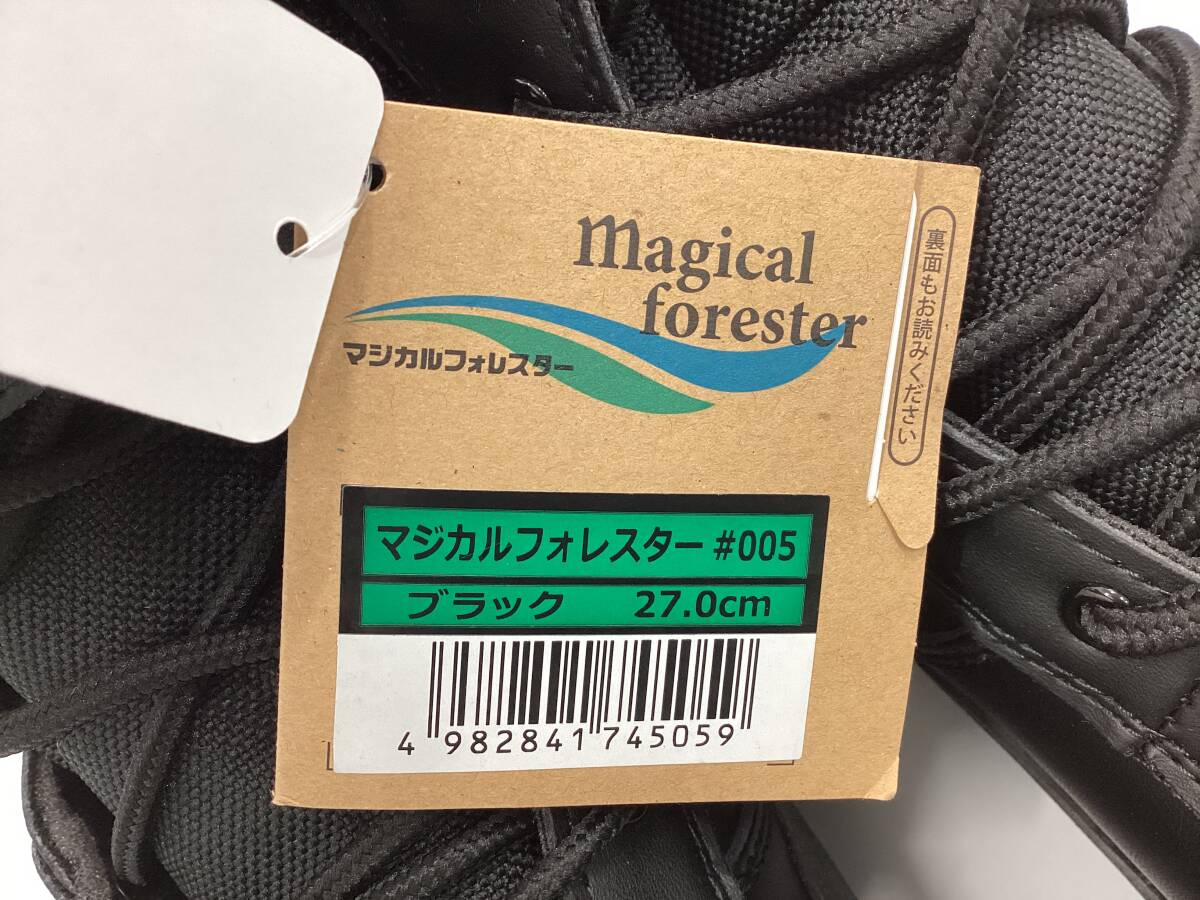 magical
forester
マジカルフォレスター
裏面もお読みください
マジカルフォレスター #005
ブラック 27.0cm
4 982841 745059